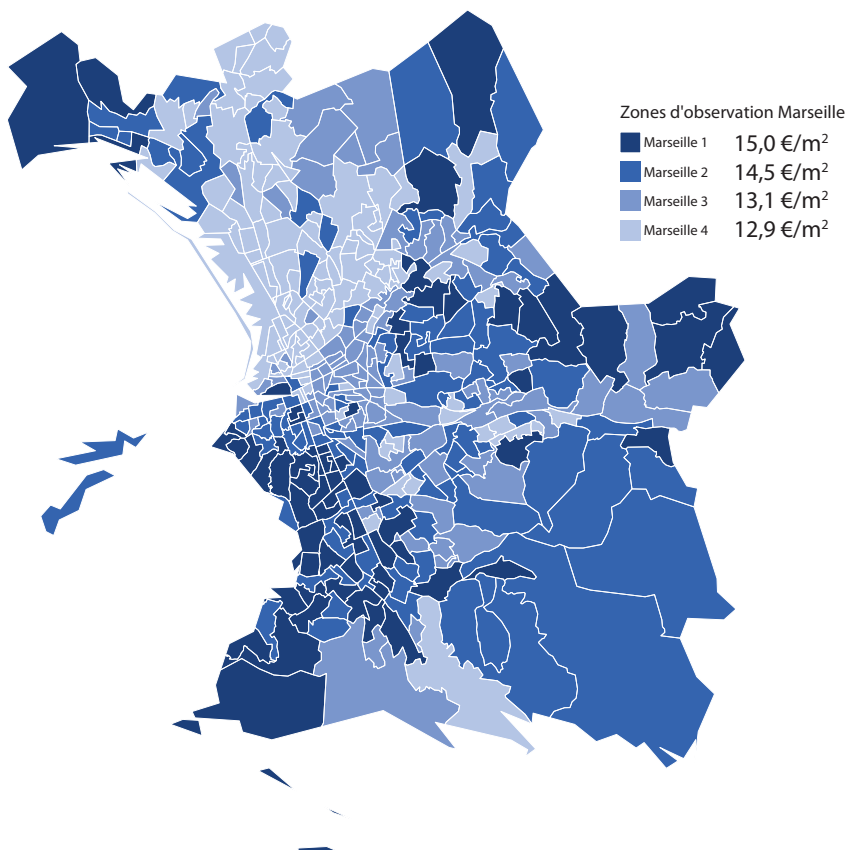 Zones d'observation Marseille
Marseille 1 15,0 €/m²
Marseille 2 14,5 €/m²
Marseille 3 13,1 €/m²
Marseille 4 12,9 €/m²